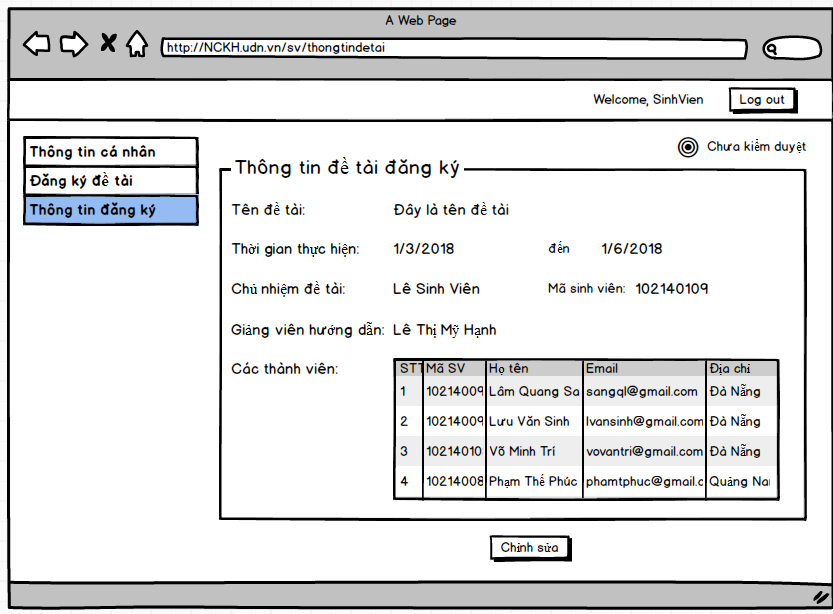 A Web Page
http://NCKH.udn.vn/sv/thongtindetai
Welcome, SinhVien Log out
Thông tin cá nhân
Đăng ký đề tài
Thông tin đăng ký
Chưa kiểm duyệt
Thông tin đề tài đăng ký
Tên đề tài: Đây là tên đề tài
Thời gian thực hiện: 1/3/2018 đến 1/6/2018
Chủ nhiệm đề tài: Lê Sinh Viên Mã sinh viên: 102140109
Giảng viên hướng dẫn: Lê Thị Mỹ Hạnh
Các thành viên:
STT Mã SV Họ tên Email Địa chỉ
1 10214009 Lâm Quang Sa sangql@gmail.com Đà Nẵng
2 10214009 Lưu Văn Sinh lvansinh@gmail.com Đà Nẵng
3 10214010 Võ Minh Trí vovantri@gmail.com Đà Nẵng
4 10214008 Phạm Thế Phúc phamtphuc@gmail.c Quảng Na
Chỉnh sửa